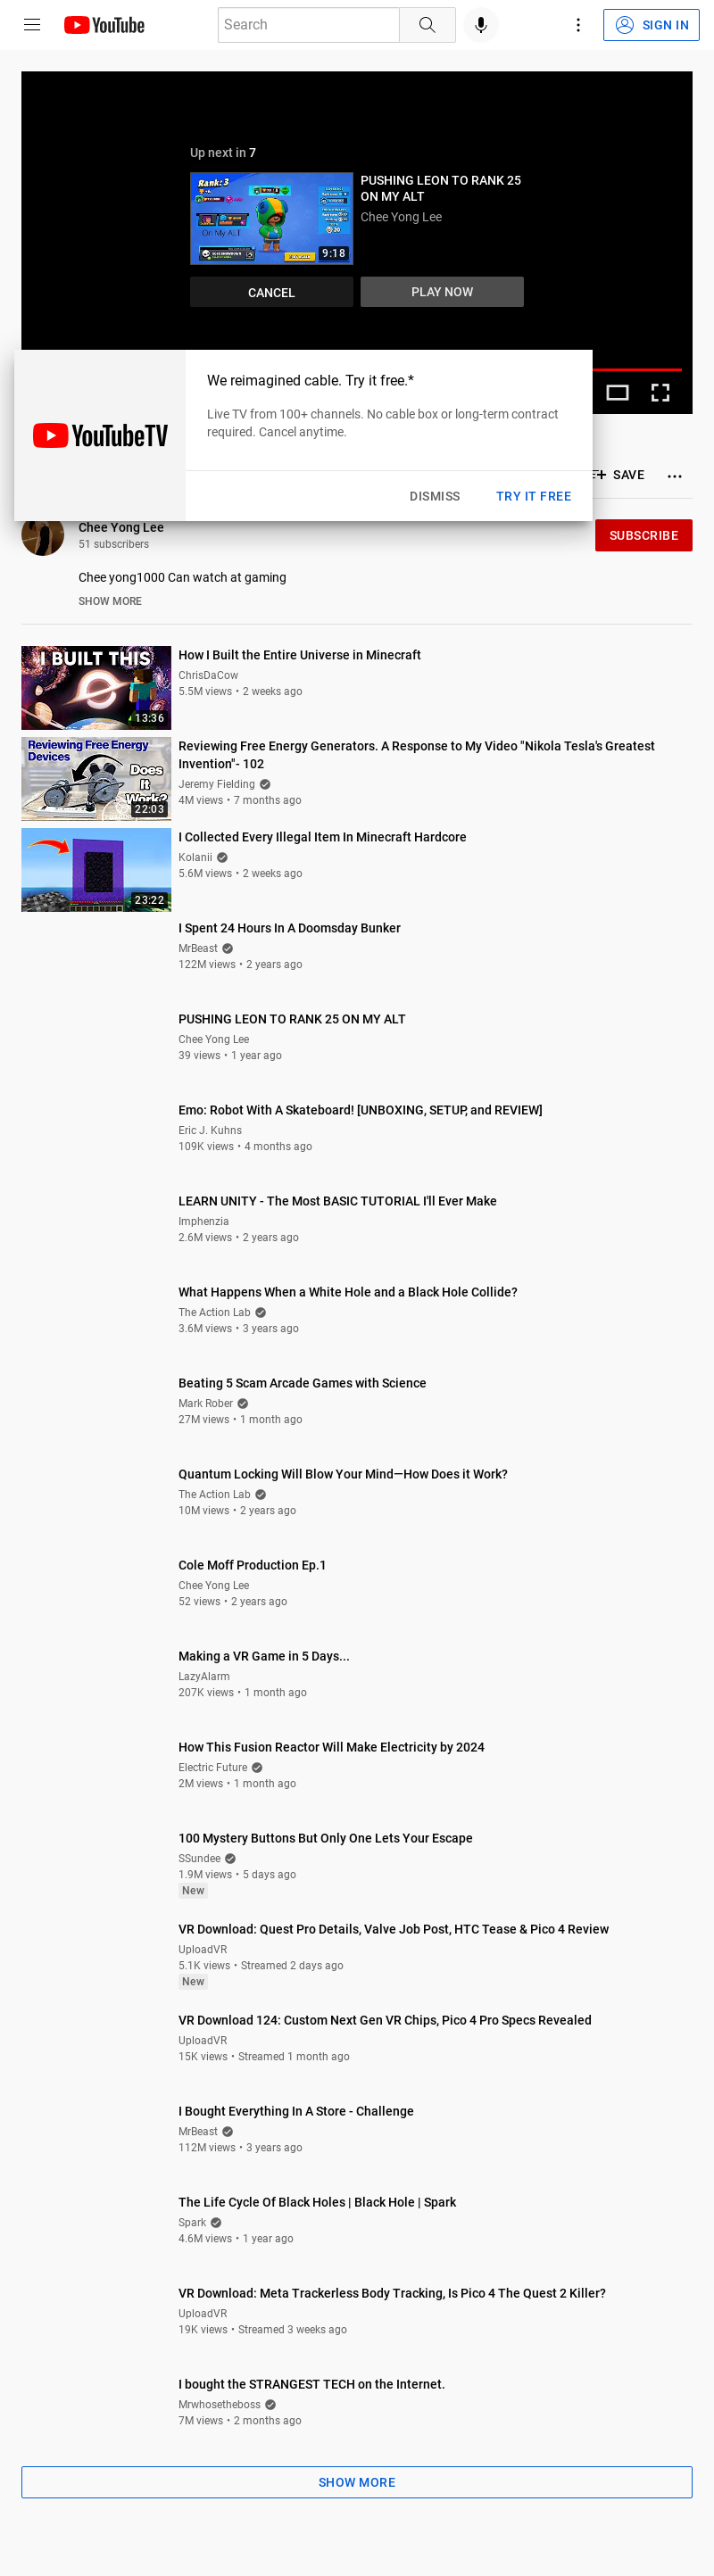 YouTube
Search
SIGN IN
Up next in 7
Rank: 3
On My ALT
9:18
PUSHING LEON TO RANK 25
ON MY ALT
Chee Yong Lee
CANCEL
PLAY NOW
YouTubeTV
We reimagined cable. Try it free.*
Live TV from 100+ channels. No cable box or long-term contract
required. Cancel anytime.
DISMISS
TRY IT FREE
SAVE
Chee Yong Lee
51 subscribers
SUBSCRIBE
Chee yong1000 Can watch at gaming
SHOW MORE
I BUILT THIS
13:36
How I Built the Entire Universe in Minecraft
ChrisDaCow
5.5M views • 2 weeks ago
Reviewing Free Energy
Devices
Does
It
Work?
22:03
Reviewing Free Energy Generators. A Response to My Video "Nikola Tesla's Greatest
Invention"- 102
Jeremy Fielding
4M views • 7 months ago
23:22
I Collected Every Illegal Item In Minecraft Hardcore
Kolanii
5.6M views • 2 weeks ago
I Spent 24 Hours In A Doomsday Bunker
MrBeast
122M views • 2 years ago
PUSHING LEON TO RANK 25 ON MY ALT
Chee Yong Lee
39 views • 1 year ago
Emo: Robot With A Skateboard! [UNBOXING, SETUP, and REVIEW]
Eric J. Kuhns
109K views • 4 months ago
LEARN UNITY - The Most BASIC TUTORIAL I'll Ever Make
Imphenzia
2.6M views • 2 years ago
What Happens When a White Hole and a Black Hole Collide?
The Action Lab
3.6M views • 3 years ago
Beating 5 Scam Arcade Games with Science
Mark Rober
27M views • 1 month ago
Quantum Locking Will Blow Your Mind—How Does it Work?
The Action Lab
10M views • 2 years ago
Cole Moff Production Ep.1
Chee Yong Lee
52 views • 2 years ago
Making a VR Game in 5 Days...
LazyAlarm
207K views • 1 month ago
How This Fusion Reactor Will Make Electricity by 2024
Electric Future
2M views • 1 month ago
100 Mystery Buttons But Only One Lets Your Escape
SSundee
1.9M views • 5 days ago
New
VR Download: Quest Pro Details, Valve Job Post, HTC Tease & Pico 4 Review
UploadVR
5.1K views • Streamed 2 days ago
New
VR Download 124: Custom Next Gen VR Chips, Pico 4 Pro Specs Revealed
UploadVR
15K views • Streamed 1 month ago
I Bought Everything In A Store - Challenge
MrBeast
112M views • 3 years ago
The Life Cycle Of Black Holes | Black Hole | Spark
Spark
4.6M views • 1 year ago
VR Download: Meta Trackerless Body Tracking, Is Pico 4 The Quest 2 Killer?
UploadVR
19K views • Streamed 3 weeks ago
I bought the STRANGEST TECH on the Internet.
Mrwhosetheboss
7M views • 2 months ago
SHOW MORE